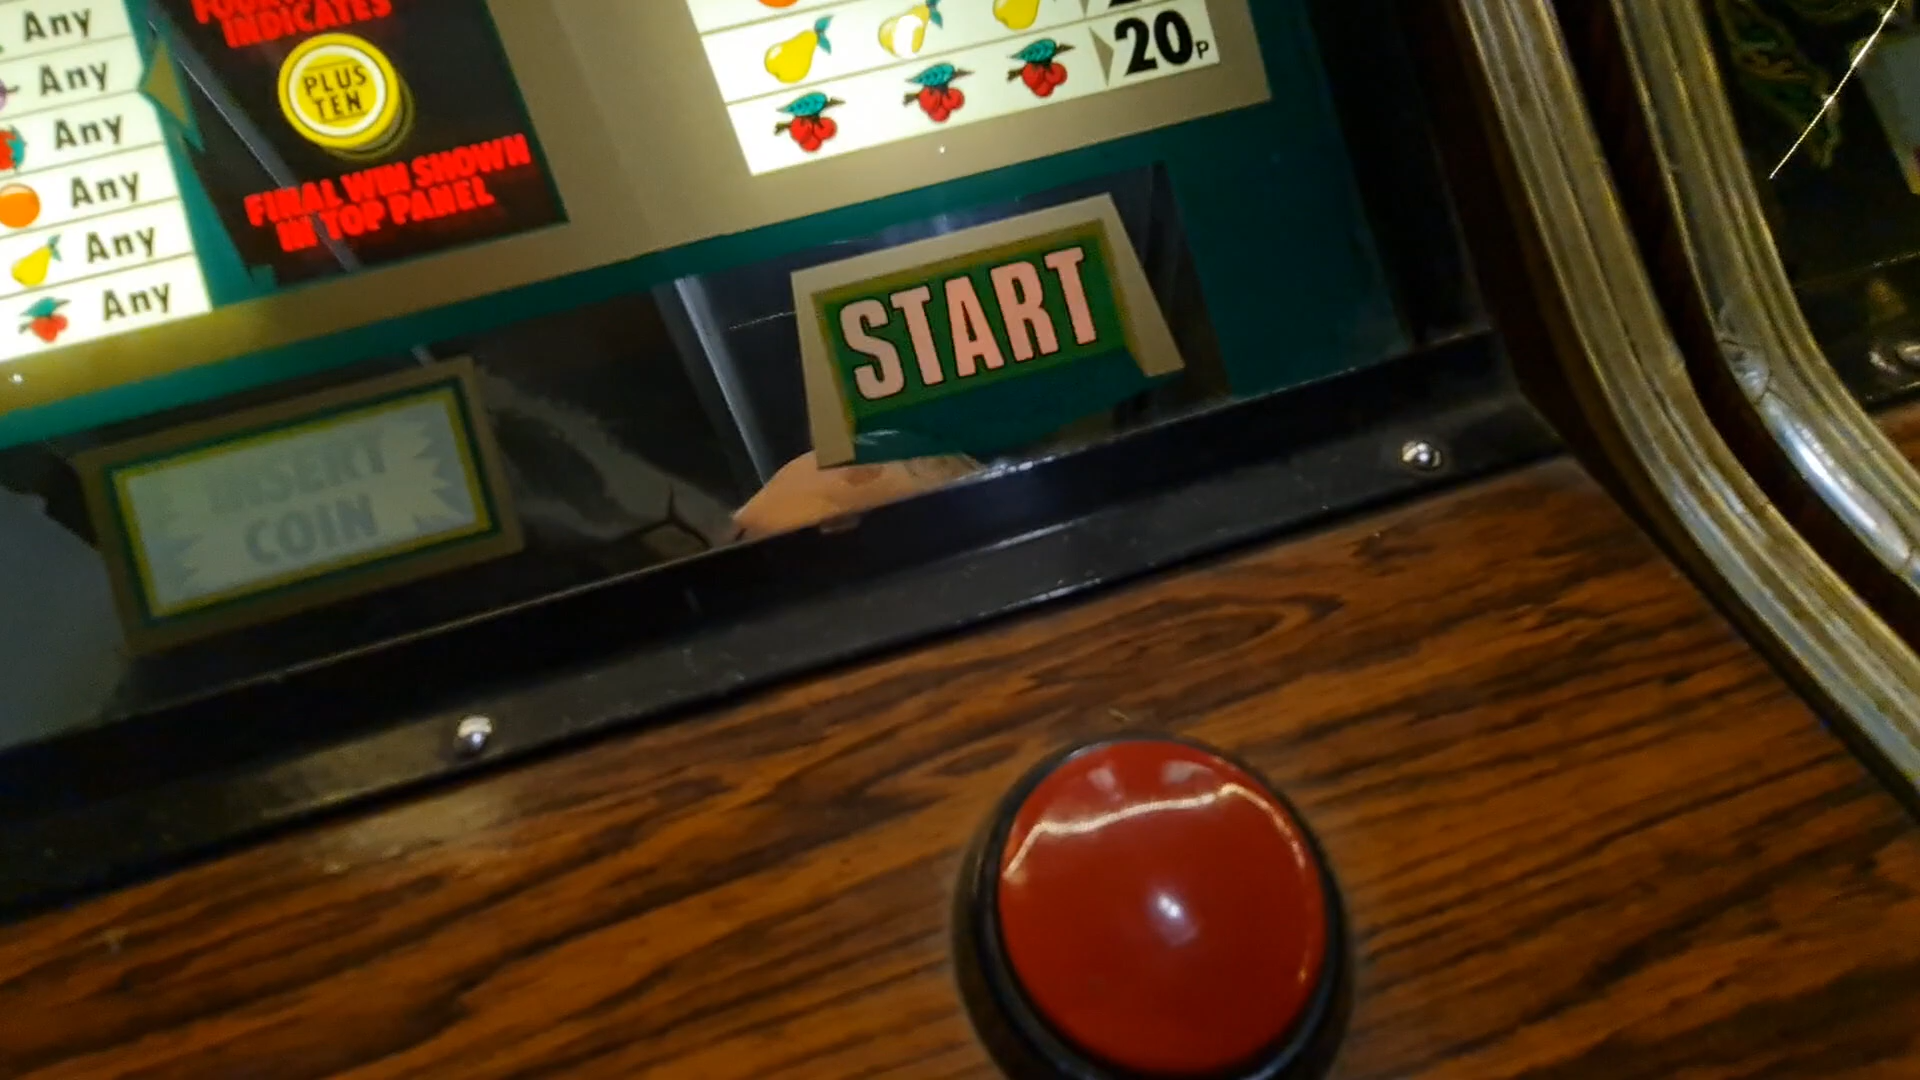 Any
Any
Any
Any
Any
Any
INDICATES
PLUS
TEN
FINAL WIN SHOWN
IN TOP PANEL
20P
START
INSERT
COIN